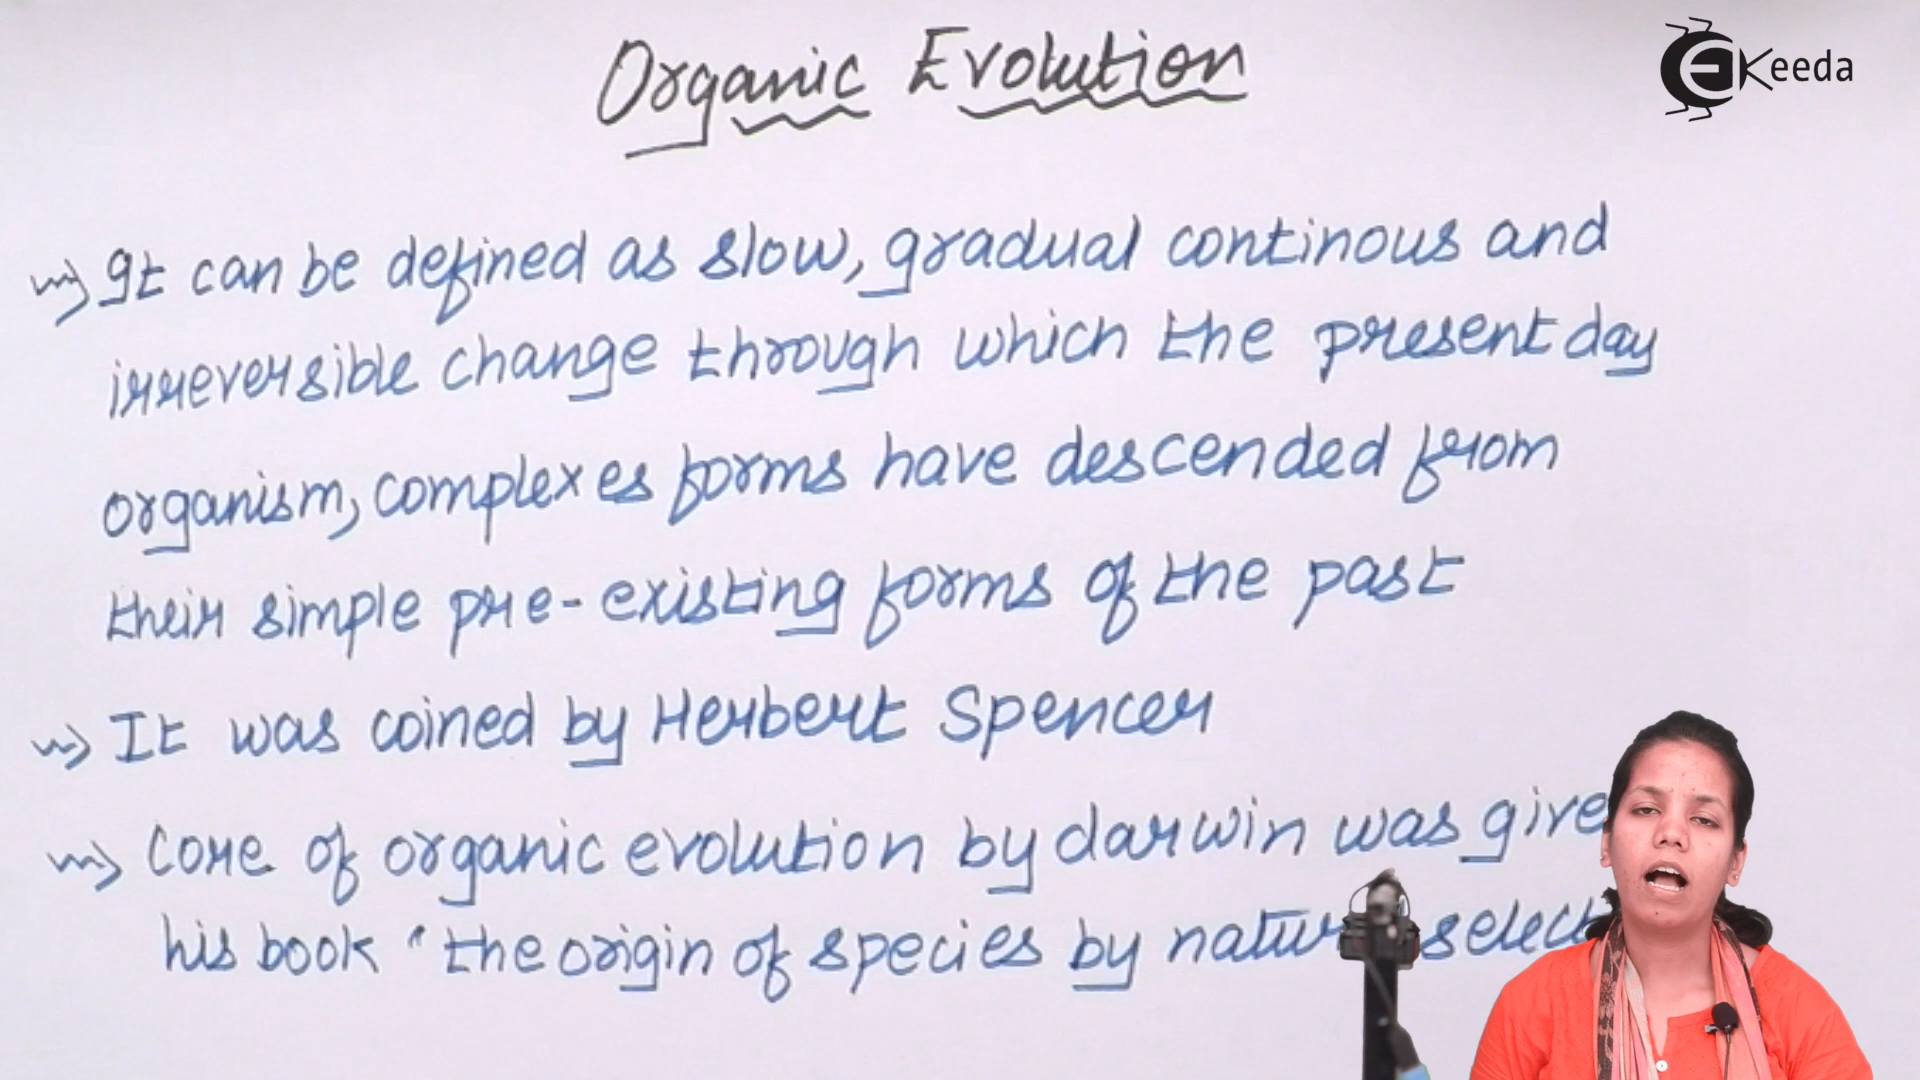 Organic Evolution
EKeeda
It can be defined as slow, gradual continous and
irreversible change through which the present day
organism, complexes forms have descended from
their simple pre-existing forms of the past
It was coined by Herbert Spencer
Core of organic evolution by darwin was give
his book "the origin of species by natur select